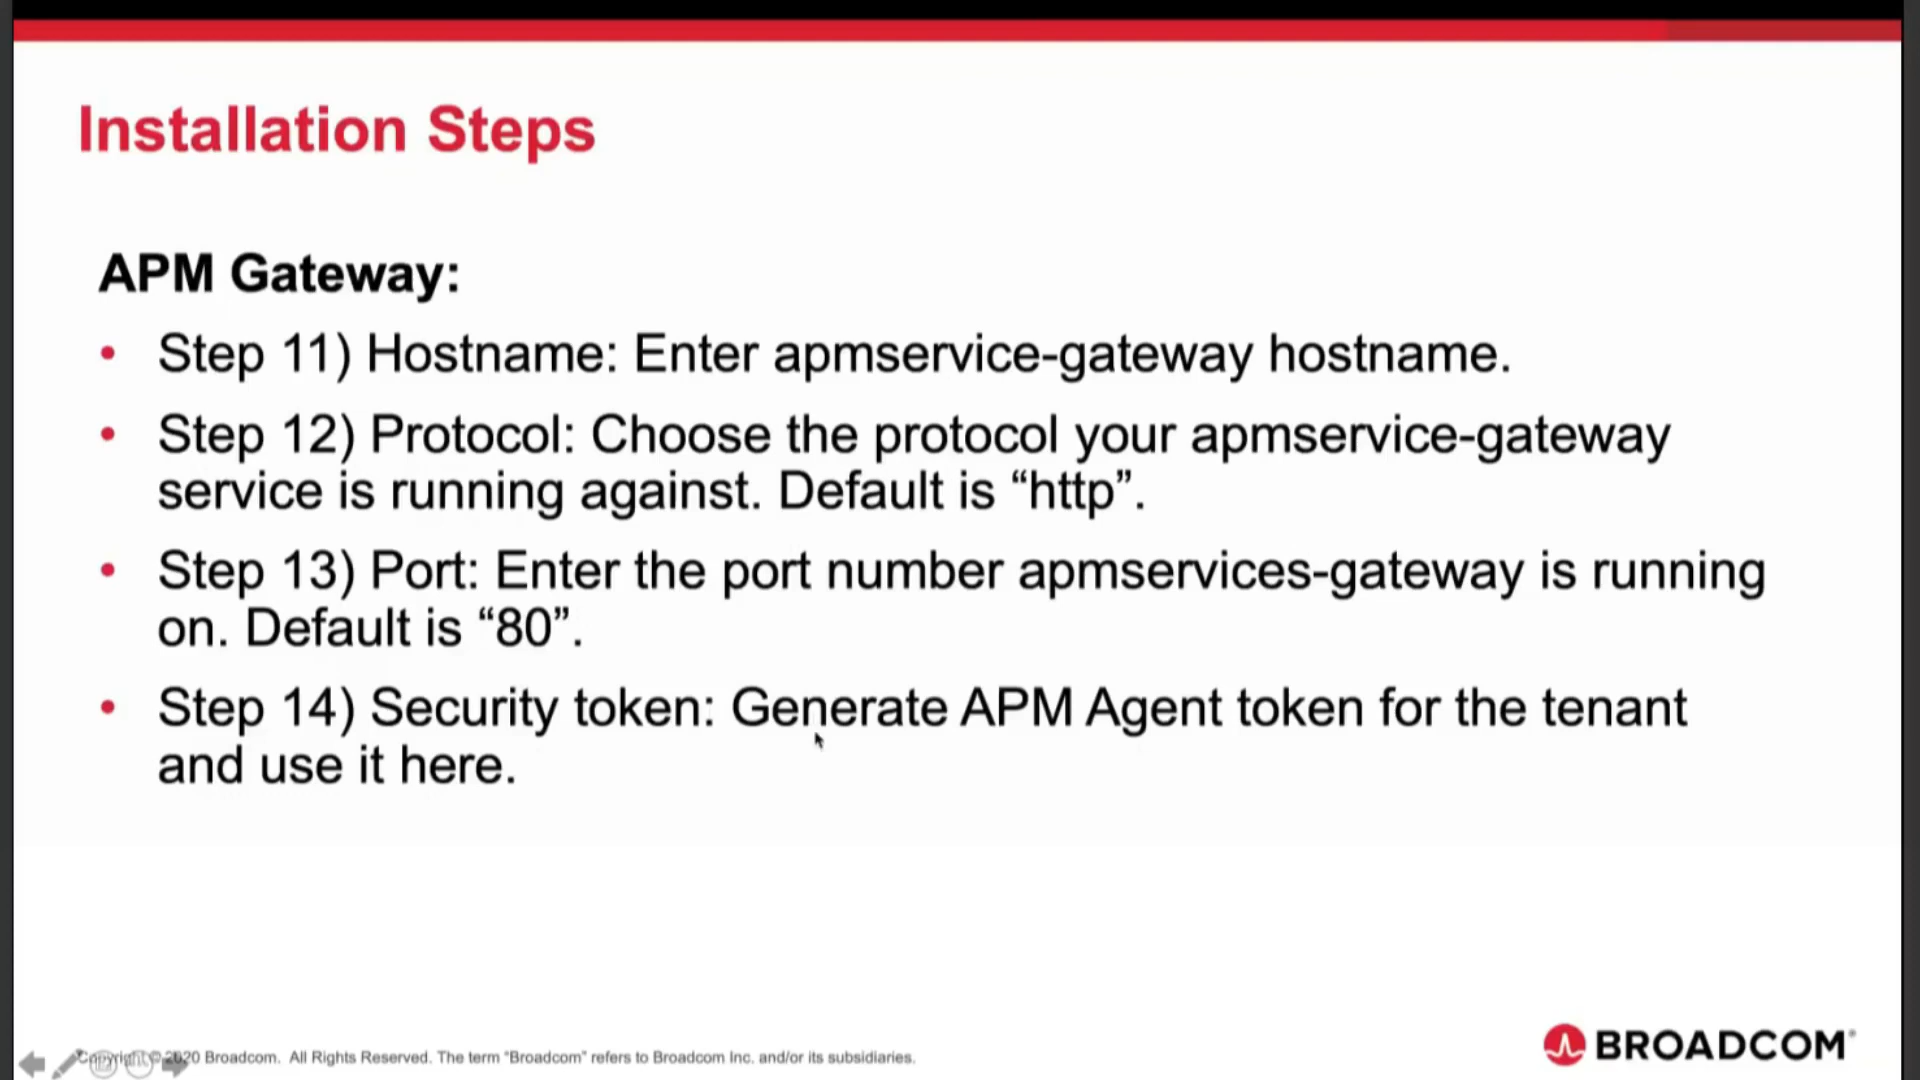 Installation Steps
APM Gateway:
• Step 11) Hostname: Enter apmservice-gateway hostname.
• Step 12) Protocol: Choose the protocol your apmservice-gateway
service is running against. Default is “http”.
• Step 13) Port: Enter the port number apmservices-gateway is running
on. Default is “80”.
• Step 14) Security token: Generate APM Agent token for the tenant
and use it here.
Copyright © 2020 Broadcom. All Rights Reserved. The term “Broadcom” refers to Broadcom Inc. and/or its subsidiaries.
BROADCOM®